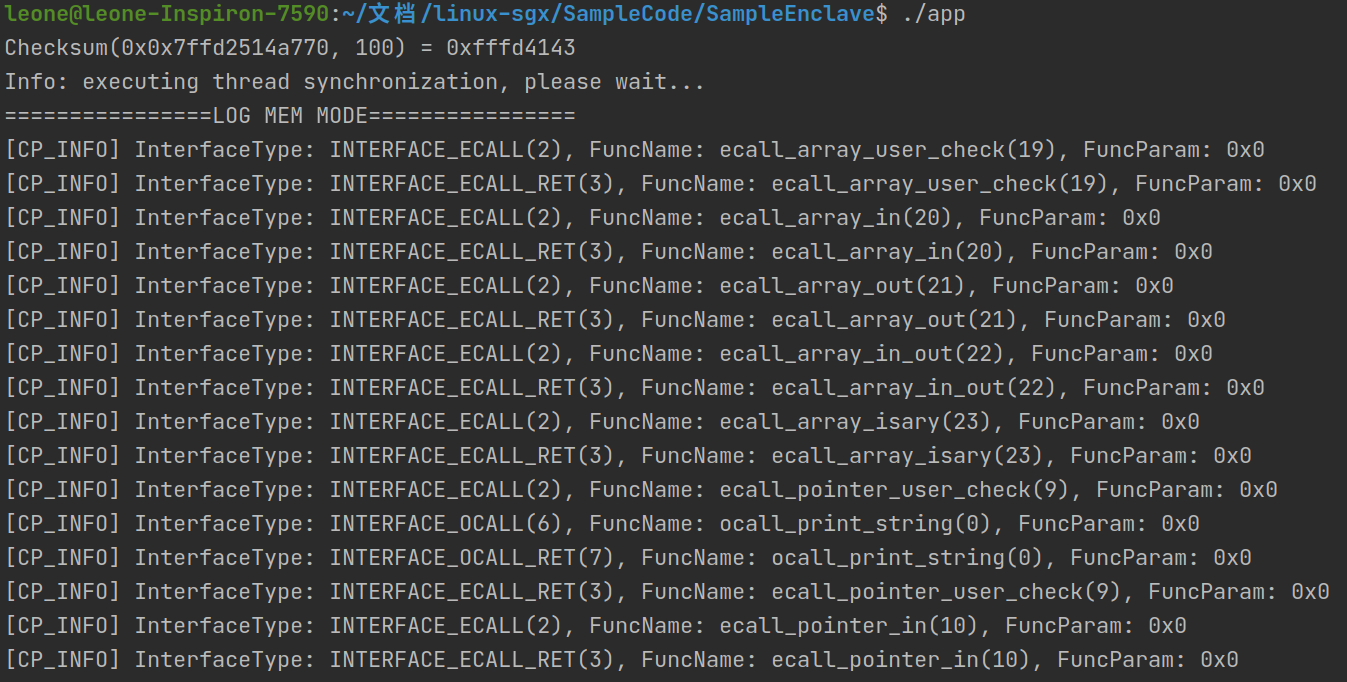 leone@leone-Inspiron-7590:~/文档/linux-sgx/SampleCode/SampleEnclave$ ./app
Checksum(0x0x7ffd2514a770, 100) = 0xfffd4143
Info: executing thread synchronization, please wait...
================LOG MEM MODE================
[CP_INFO] InterfaceType: INTERFACE_ECALL(2), FuncName: ecall_array_user_check(19), FuncParam: 0x0
[CP_INFO] InterfaceType: INTERFACE_ECALL_RET(3), FuncName: ecall_array_user_check(19), FuncParam: 0x0
[CP_INFO] InterfaceType: INTERFACE_ECALL(2), FuncName: ecall_array_in(20), FuncParam: 0x0
[CP_INFO] InterfaceType: INTERFACE_ECALL_RET(3), FuncName: ecall_array_in(20), FuncParam: 0x0
[CP_INFO] InterfaceType: INTERFACE_ECALL(2), FuncName: ecall_array_out(21), FuncParam: 0x0
[CP_INFO] InterfaceType: INTERFACE_ECALL_RET(3), FuncName: ecall_array_out(21), FuncParam: 0x0
[CP_INFO] InterfaceType: INTERFACE_ECALL(2), FuncName: ecall_array_in_out(22), FuncParam: 0x0
[CP_INFO] InterfaceType: INTERFACE_ECALL_RET(3), FuncName: ecall_array_in_out(22), FuncParam: 0x0
[CP_INFO] InterfaceType: INTERFACE_ECALL(2), FuncName: ecall_array_isary(23), FuncParam: 0x0
[CP_INFO] InterfaceType: INTERFACE_ECALL_RET(3), FuncName: ecall_array_isary(23), FuncParam: 0x0
[CP_INFO] InterfaceType: INTERFACE_ECALL(2), FuncName: ecall_pointer_user_check(9), FuncParam: 0x0
[CP_INFO] InterfaceType: INTERFACE_OCALL(6), FuncName: ocall_print_string(0), FuncParam: 0x0
[CP_INFO] InterfaceType: INTERFACE_OCALL_RET(7), FuncName: ocall_print_string(0), FuncParam: 0x0
[CP_INFO] InterfaceType: INTERFACE_ECALL_RET(3), FuncName: ecall_pointer_user_check(9), FuncParam: 0x0
[CP_INFO] InterfaceType: INTERFACE_ECALL(2), FuncName: ecall_pointer_in(10), FuncParam: 0x0
[CP_INFO] InterfaceType: INTERFACE_ECALL_RET(3), FuncName: ecall_pointer_in(10), FuncParam: 0x0